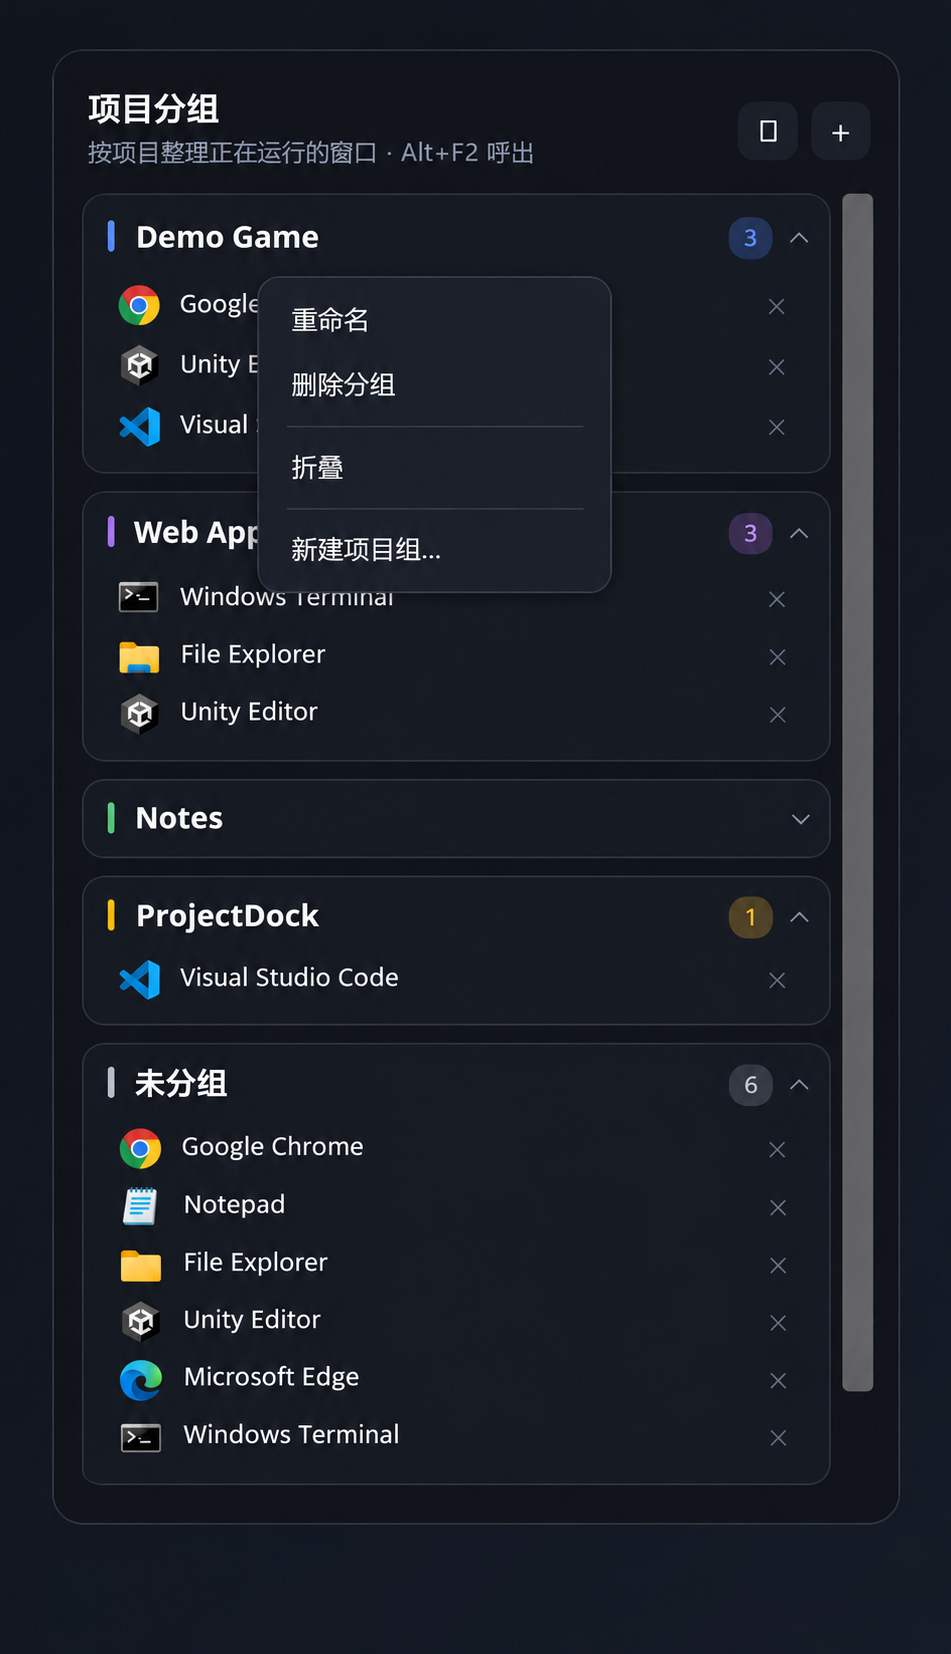 项目分组
按项目整理正在运行的窗口 · Alt+F2 呼出
+
Demo Game
3
Google
Unity E
Visual
重命名
删除分组
折叠
新建项目组...
Web App
3
Windows Terminal
File Explorer
Unity Editor
Notes
ProjectDock
1
Visual Studio Code
未分组
6
Google Chrome
Notepad
File Explorer
Unity Editor
Microsoft Edge
Windows Terminal